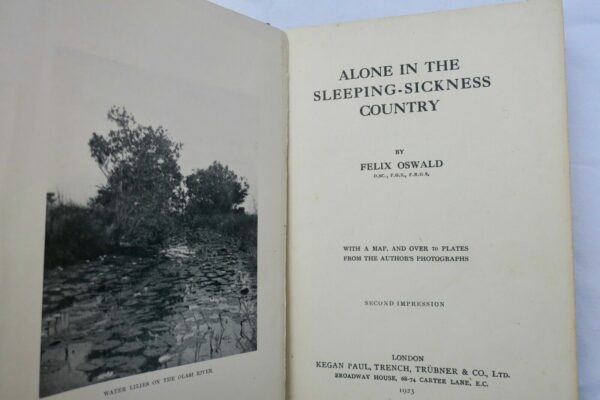 WATER LILIES ON THE OLASI RIVER.
ALONE IN THE
SLEEPING-SICKNESS
COUNTRY
BY
FELIX OSWALD
D.SC., F.G.S., F.R.G.S.
WITH A MAP, AND OVER 70 PLATES
FROM THE AUTHOR'S PHOTOGRAPHS
SECOND IMPRESSION
LONDON
KEGAN PAUL, TRENCH, TRÜBNER & CO., LTD.
BROADWAY HOUSE, 68-74 CARTER LANE, E.C.
1923